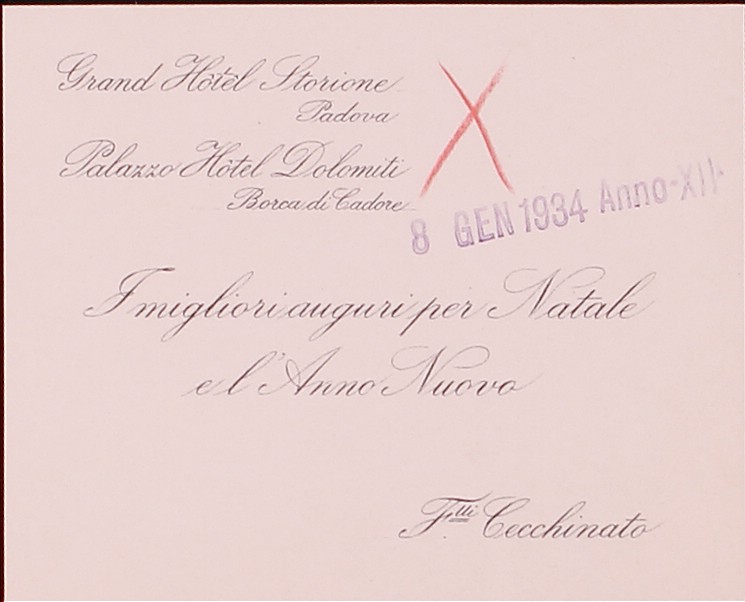 Grand Hôtel Storione
Padova
Palazzo Hôtel Dolomiti
Borca di Cadore
8 GEN 1934 Anno-XII-
I migliori auguri per Natale
e l'Anno Nuovo
F.lli Cecchinato